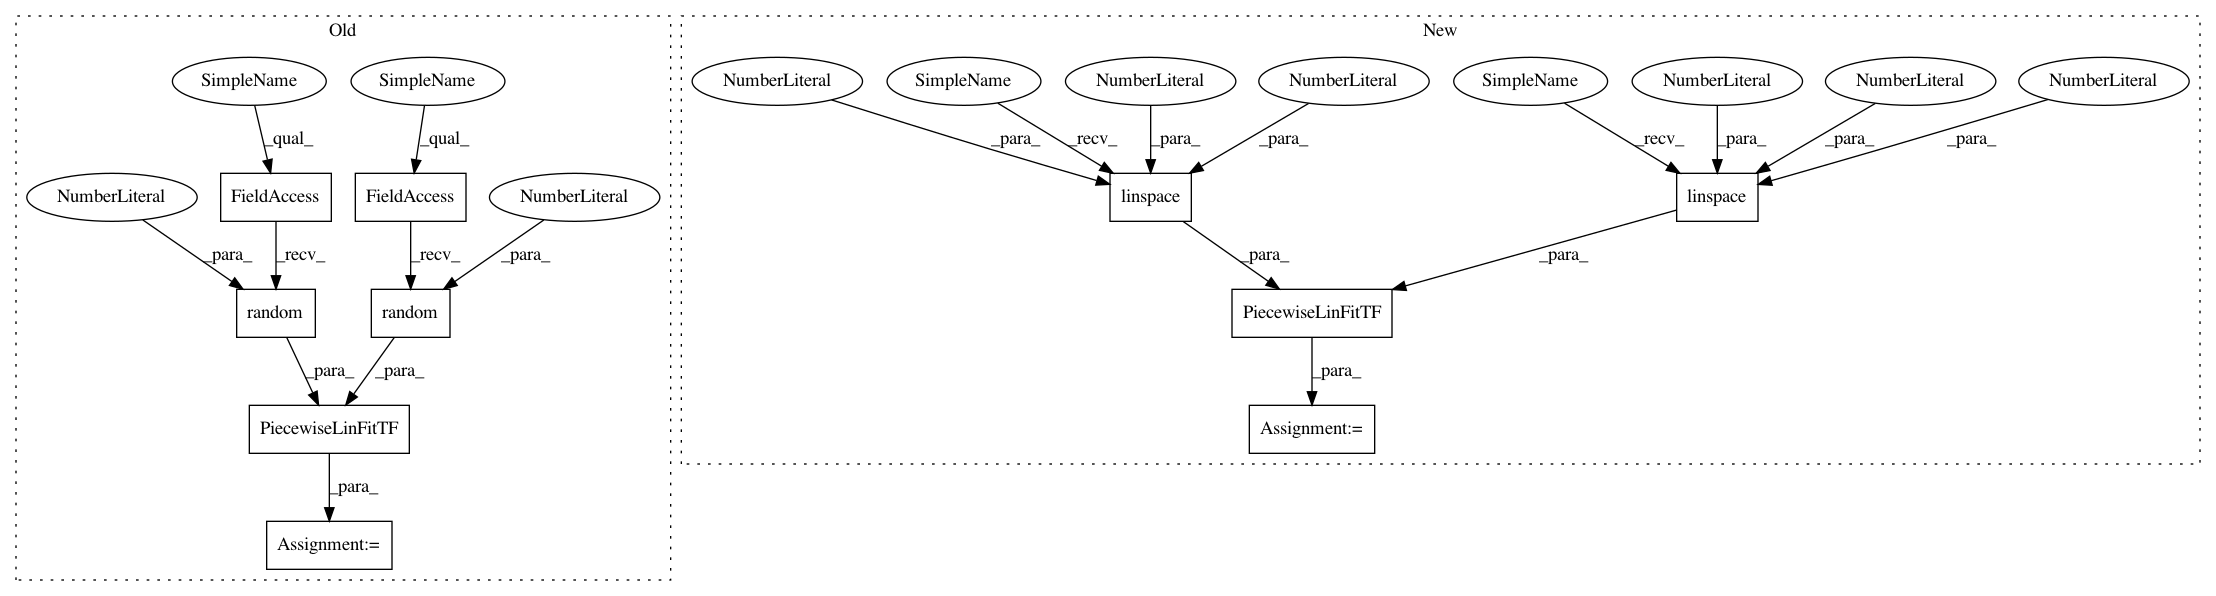 Old
New
SimpleName
SimpleName
NumberLiteral
SimpleName
NumberLiteral
NumberLiteral
SimpleName
NumberLiteral
NumberLiteral
NumberLiteral
_qual_
_qual_
_para_
_recv_
_para_
_para_
_recv_
_para_
_para_
_para_
NumberLiteral
FieldAccess
FieldAccess
NumberLiteral
linspace
linspace
_para_
_recv_
_recv_
_para_
_para_
_para_
random
random
PiecewiseLinFitTF
_para_
_para_
_para_
PiecewiseLinFitTF
Assignment:=
_para_
Assignment:=